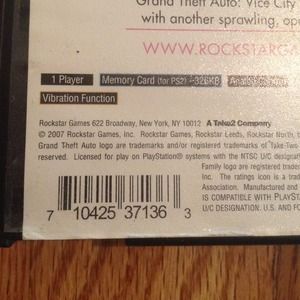 Grand Theft Auto: Vice City
with another sprawling, op
WWW.ROCKSTARGA
1 Player Memory Card (for PS2) -326KB Analog
Vibration Function
Rockstar Games 622 Broadway, New York, NY 10012 A Take2 Company
© 2007 Rockstar Games, Inc. Rockstar Games, Rockstar Leeds, Rockstar North, t
Grand Theft Auto logo are trademarks and/or registered trademarks of Take-Two
reserved. Licensed for play on PlayStation® systems with the NTSC U/C designat
Family logo are registered tradem
Inc. The ratings icon is a trad
Association. Manufactured and
IS COMPATIBLE WITH PLAYST
U/C DESIGNATION. U.S. AND FO
7 10425 37136 3